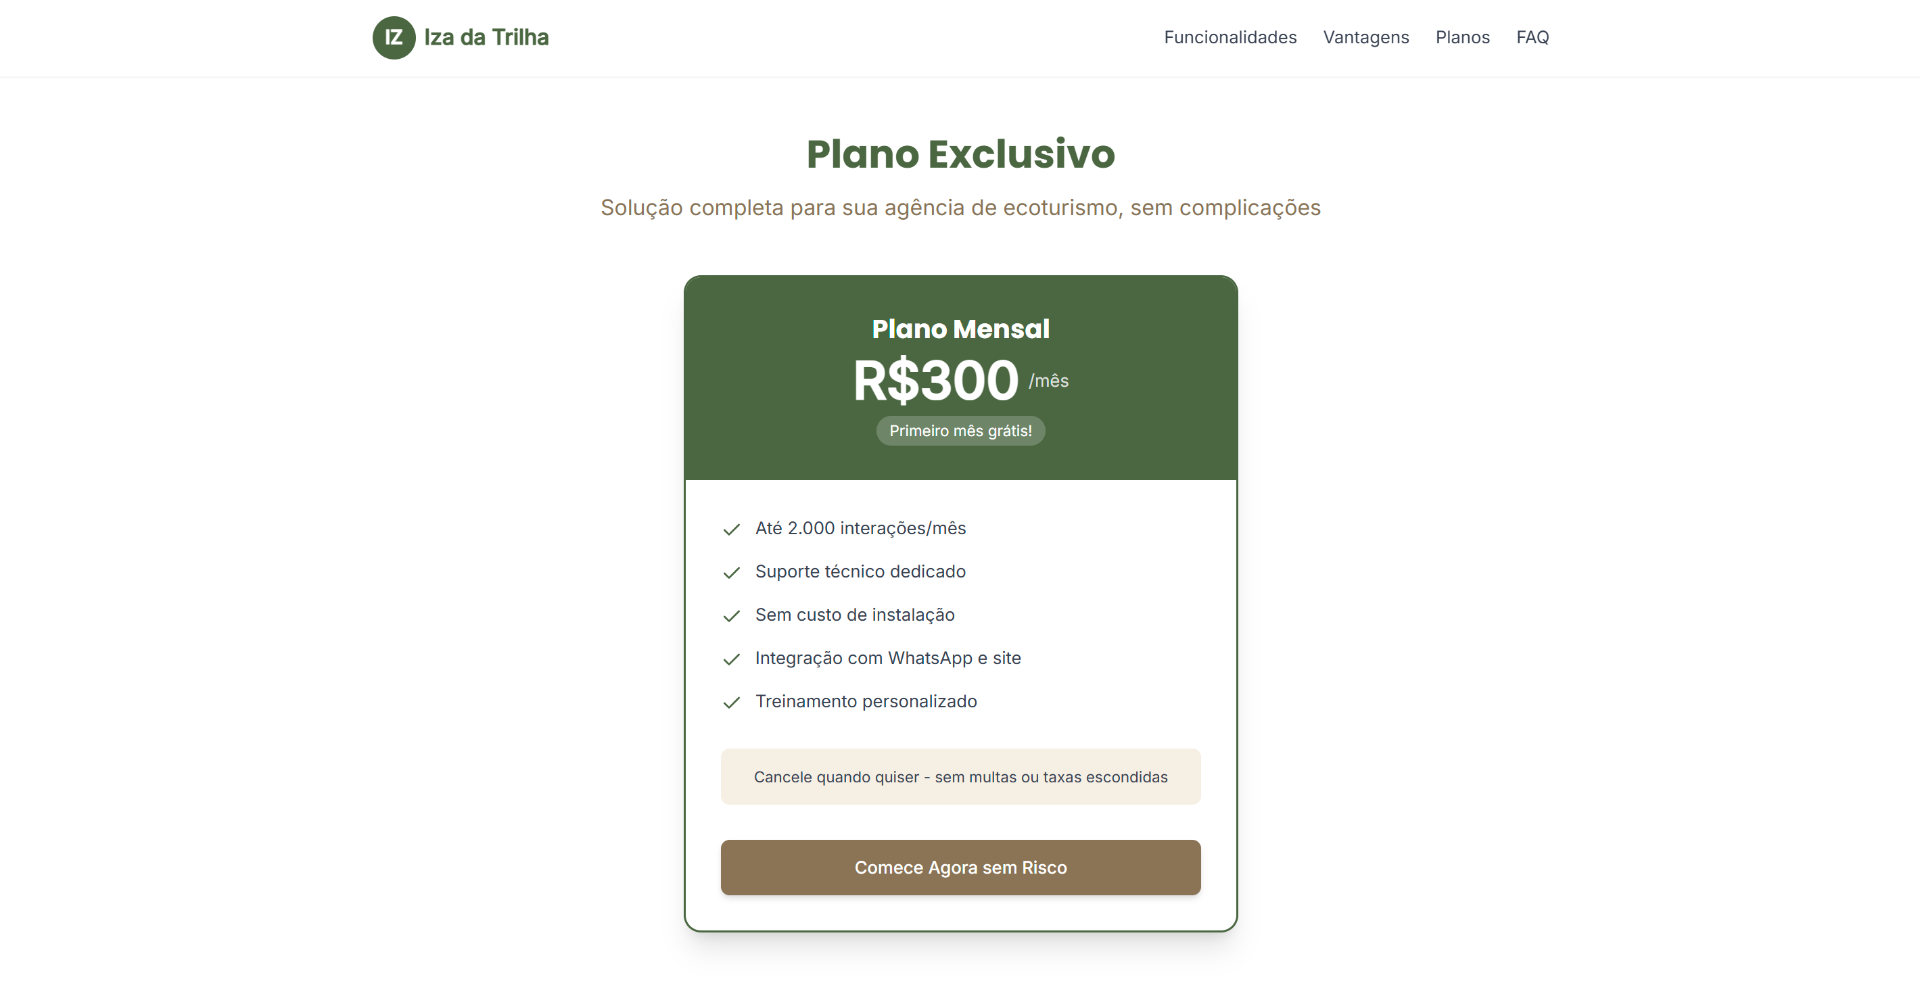 IZ Iza da Trilha
Funcionalidades Vantagens Planos FAQ
Plano Exclusivo
Solução completa para sua agência de ecoturismo, sem complicações
Plano Mensal
R$300 /mês
Primeiro mês grátis!
Até 2.000 interações/mês
Suporte técnico dedicado
Sem custo de instalação
Integração com WhatsApp e site
Treinamento personalizado
Cancele quando quiser - sem multas ou taxas escondidas
Comece Agora sem Risco